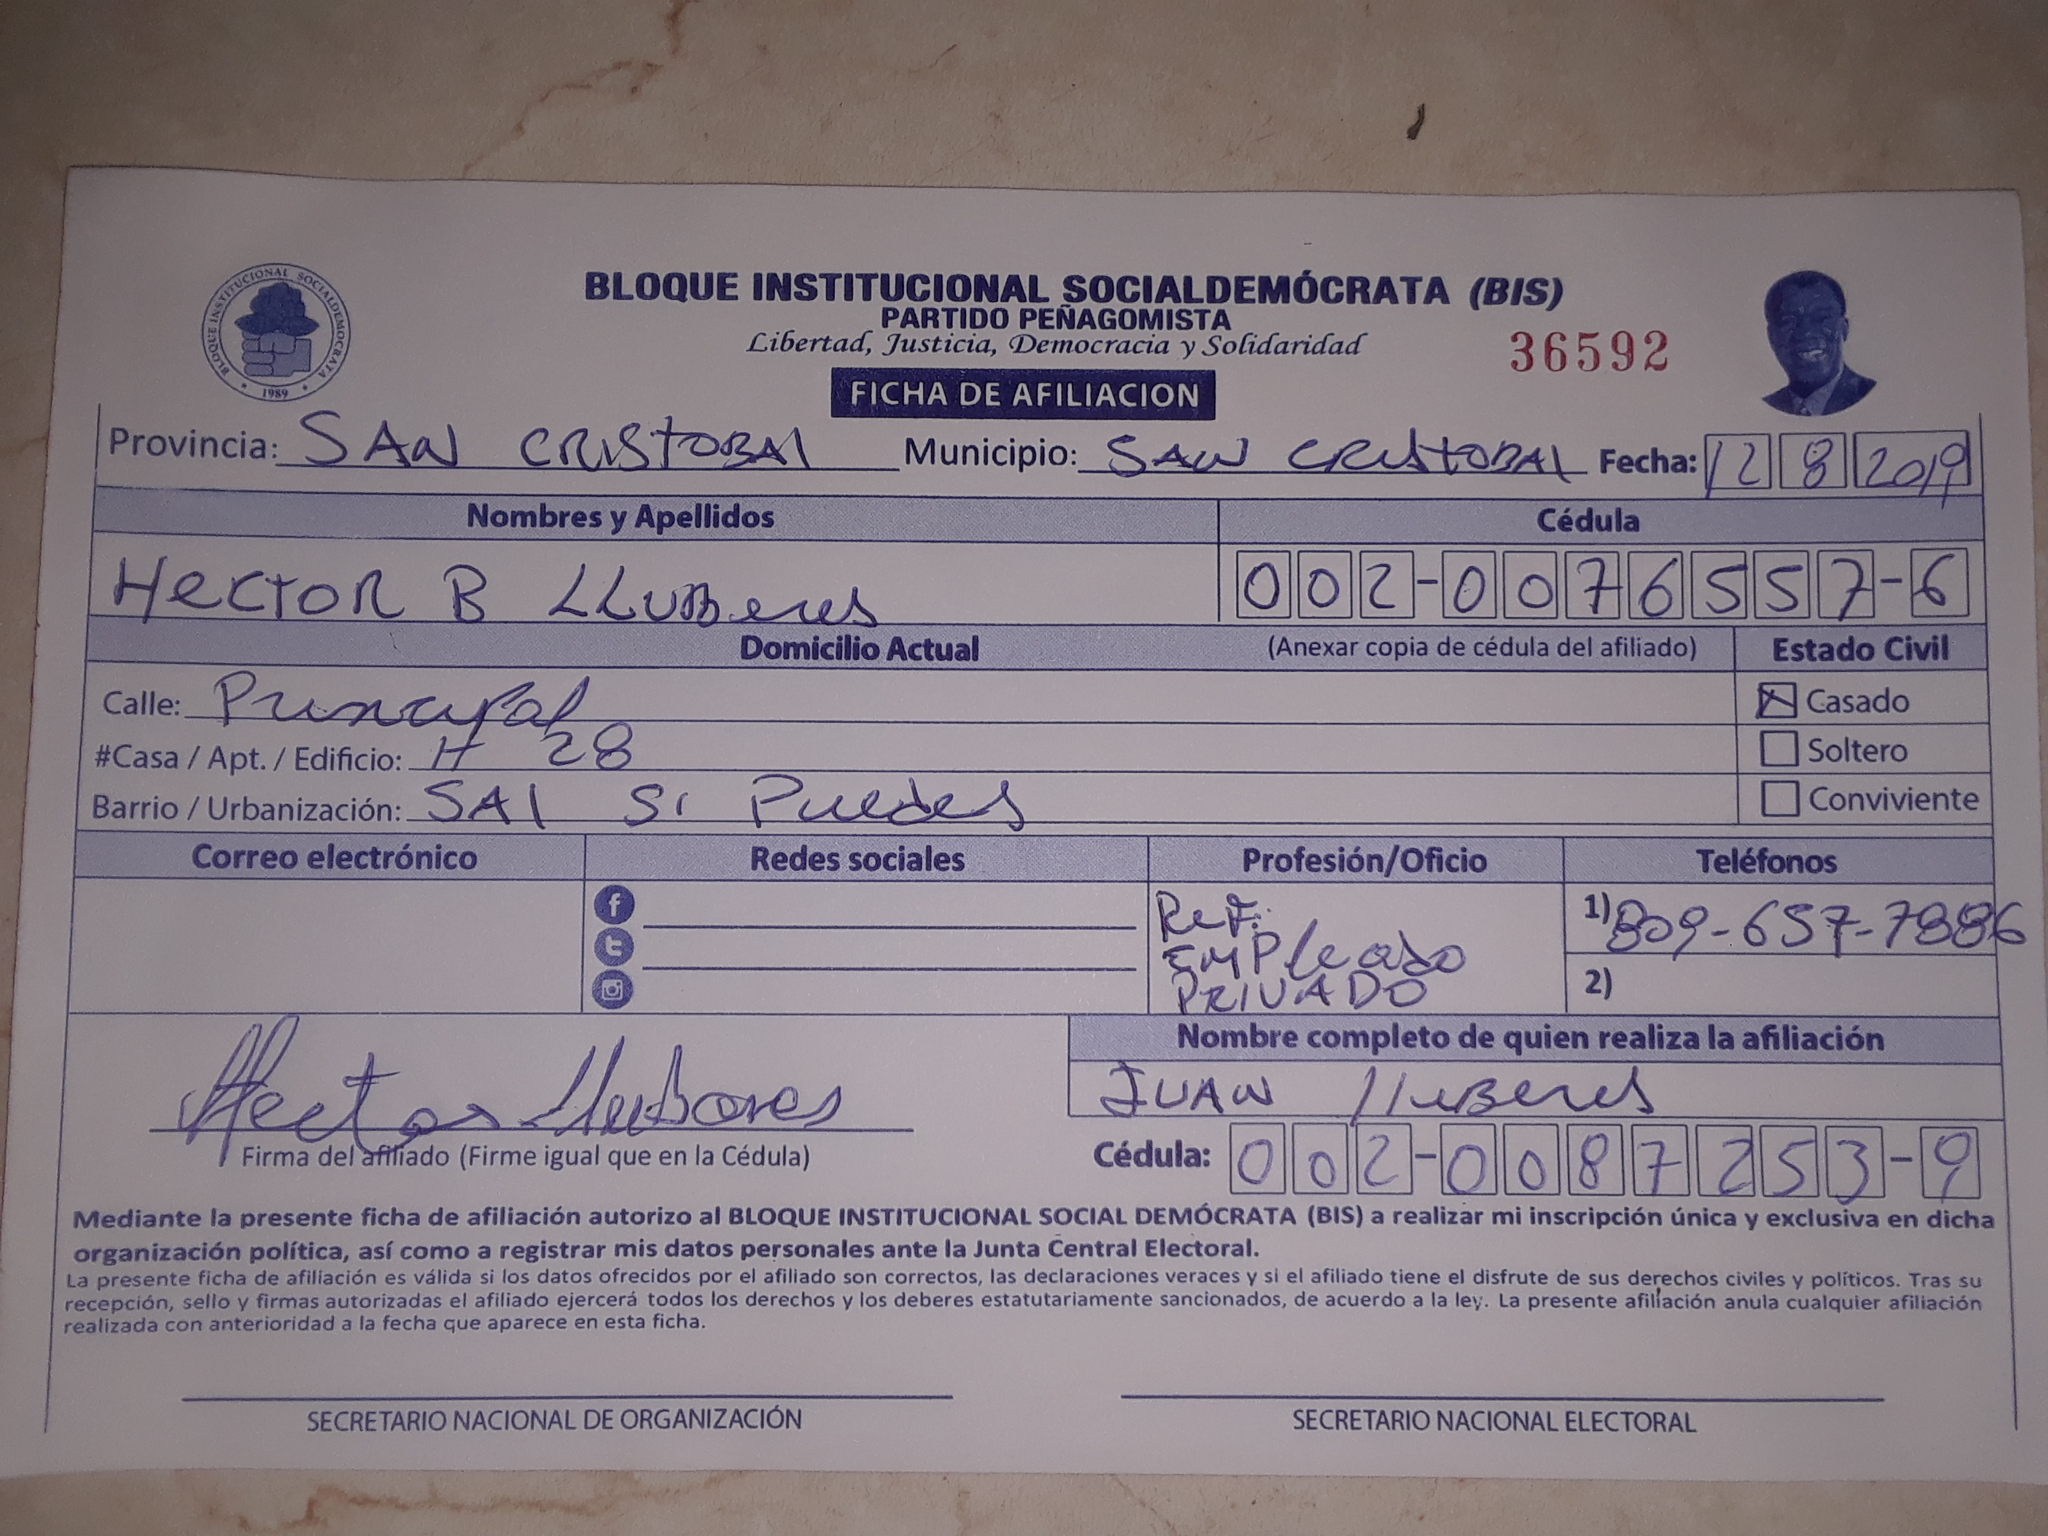 BLOQUE INSTITUCIONAL SOCIALDEMOCRATA
1989
BLOQUE INSTITUCIONAL SOCIALDEMÓCRATA (BIS)
PARTIDO PEÑAGOMISTA
Libertad, Justicia, Democracia y Solidaridad
36592
FICHA DE AFILIACION
Provincia: SAN CRISTOBAL Municipio: SAN CRISTOBAL Fecha: 12 8 2019
Nombres y Apellidos Cédula
HECTOR B LLUBeres 002-0076557-6
Domicilio Actual (Anexar copia de cédula del afiliado) Estado Civil
Calle: Principal Casado
#Casa / Apt. / Edificio: # 28 Soltero
Barrio / Urbanización: SAl Si Puedes Conviviente
Correo electrónico Redes sociales Profesión/Oficio Teléfonos
Ref: 1) 809-657-7886
EMPleado
PRIVADO 2)
Nombre completo de quien realiza la afiliación
JUAN lluBeres
Hector Lluberes
Firma del afiliado (Firme igual que en la Cédula) Cédula: 002-0087253-9
Mediante la presente ficha de afiliación autorizo al BLOQUE INSTITUCIONAL SOCIAL DEMÓCRATA (BIS) a realizar mi inscripción única y exclusiva en dicha
organización política, así como a registrar mis datos personales ante la Junta Central Electoral.
La presente ficha de afiliación es válida si los datos ofrecidos por el afiliado son correctos, las declaraciones veraces y si el afiliado tiene el disfrute de sus derechos civiles y políticos. Tras su
recepción, sello y firmas autorizadas el afiliado ejercerá todos los derechos y los deberes estatutariamente sancionados, de acuerdo a la ley. La presente afiliación anula cualquier afiliación
realizada con anterioridad a la fecha que aparece en esta ficha.
SECRETARIO NACIONAL DE ORGANIZACIÓN SECRETARIO NACIONAL ELECTORAL